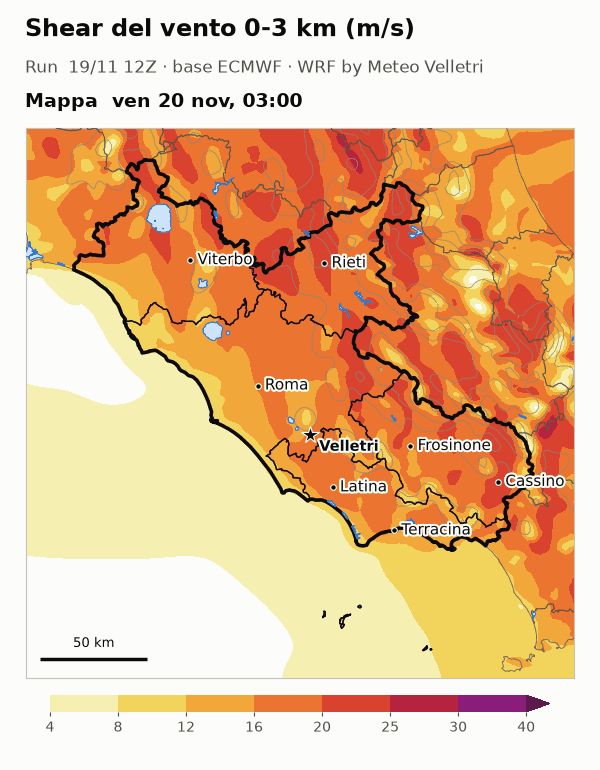 Shear del vento 0-3 km (m/s)
Run  19/11 12Z · base ECMWF · WRF by Meteo Velletri
Mappa  ven 20 nov, 03:00
Viterbo
Rieti
Roma
Velletri
Frosinone
Cassino
Latina
Terracina
50 km
4 8 12 16 20 25 30 40